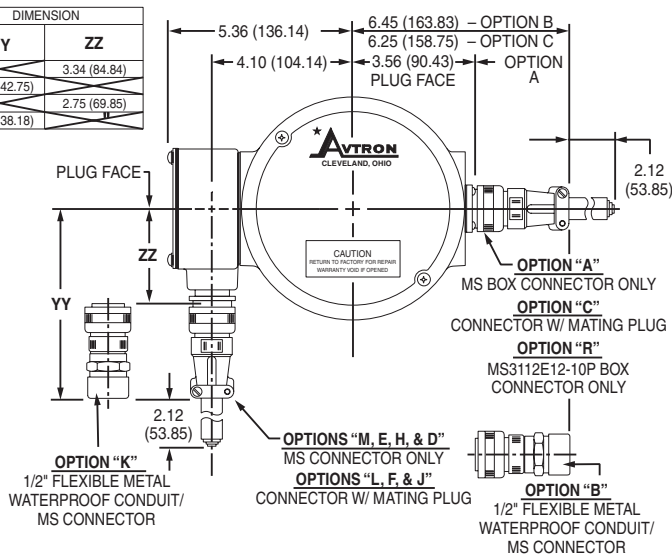 DIMENSION
Y ZZ
3.34 (84.84)
42.75)
2.75 (69.85)
38.18)
5.36 (136.14)
6.45 (163.83) – OPTION B
6.25 (158.75) – OPTION C
4.10 (104.14)
3.56 (90.43)
PLUG FACE
OPTION
A
AVTRON
CLEVELAND, OHIO
2.12
(53.85)
PLUG FACE
ZZ
YY
CAUTION
RETURN TO FACTORY FOR REPAIR
WARRANTY VOID IF OPENED
OPTION "A"
MS BOX CONNECTOR ONLY
OPTION "C"
CONNECTOR W/ MATING PLUG
OPTION "R"
MS3112E12-10P BOX
CONNECTOR ONLY
2.12
(53.85)
OPTION "K"
1/2" FLEXIBLE METAL
WATERPROOF CONDUIT/
MS CONNECTOR
OPTIONS "M, E, H, & D"
MS CONNECTOR ONLY
OPTIONS "L, F, & J"
CONNECTOR W/ MATING PLUG
OPTION "B"
1/2" FLEXIBLE METAL
WATERPROOF CONDUIT/
MS CONNECTOR